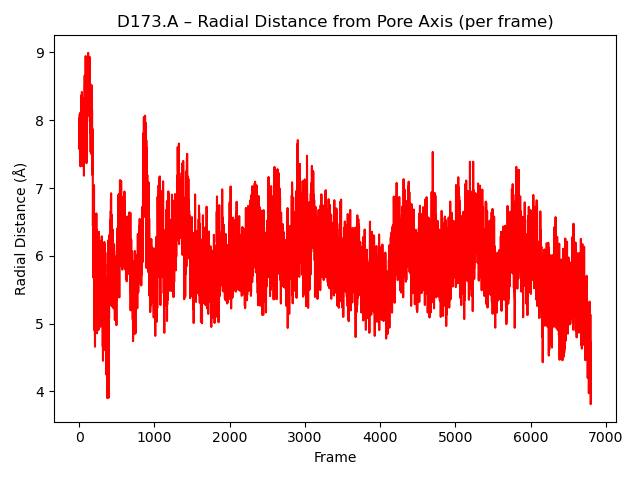 D173.A – Radial Distance from Pore Axis (per frame)
Radial Distance (Å)
9
8
7
6
5
4
0 1000 2000 3000 4000 5000 6000 7000
Frame